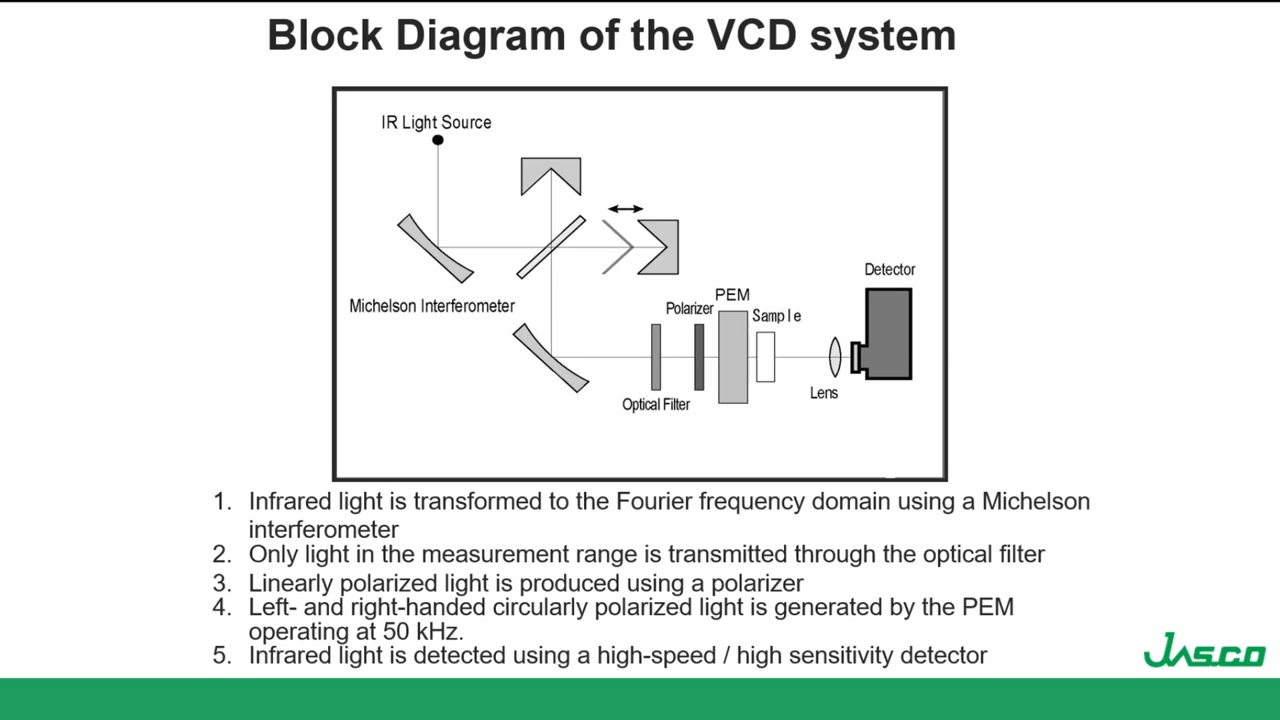 Block Diagram of the VCD system
IR Light Source
Detector
Michelson Interferometer
PEM
Polarizer
Sample
Lens
Optical Filter
1. Infrared light is transformed to the Fourier frequency domain using a Michelson
interferometer
2. Only light in the measurement range is transmitted through the optical filter
3. Linearly polarized light is produced using a polarizer
4. Left- and right-handed circularly polarized light is generated by the PEM
operating at 50 kHz.
5. Infrared light is detected using a high-speed / high sensitivity detector
JASCO